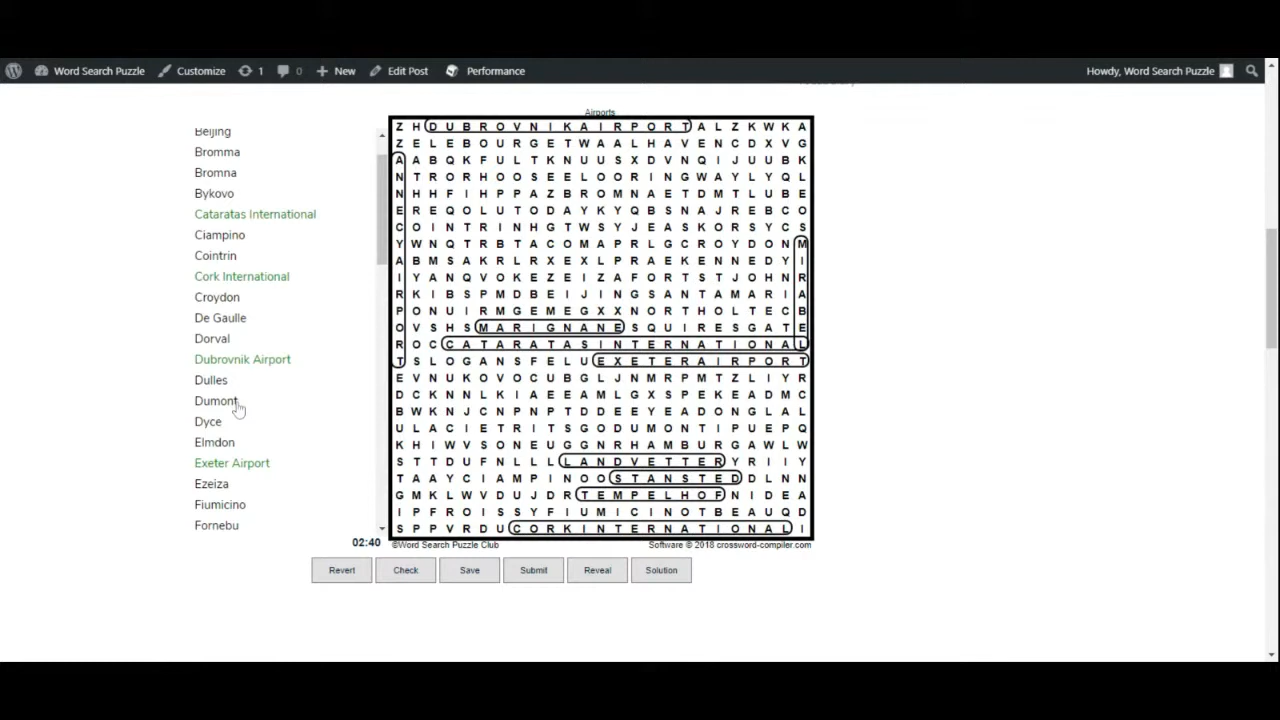 Word Search Puzzle Customize 1 0 New Edit Post Performance Howdy, Word Search Puzzle
Airports
Beijing
Bromma
Bromna
Bykovo
Cataratas International
Ciampino
Cointrin
Cork International
Croydon
De Gaulle
Dorval
Dubrovnik Airport
Dulles
Dumont
Dyce
Elmdon
Exeter Airport
Ezeiza
Fiumicino
Fornebu
Z H D U B R O V N I K A I R P O R T A L Z K W K A
Z E L E B O U R G E T W A A L H A V E N C D X V G
A A B Q K F U L T K N U U S X D V N Q I J U U B K
N T R O R H O O S E E L O O R I N G W A Y L Y Q L
N H H F I H P P A Z B R O M N A E T D M T L U B E
E R E Q O L U T O D A Y K Y Q B S N A J R E B C O
C O I N T R I N H G T W S Y J E A S K O R S Y C S
Y W N Q T R B T A C O M A P R L G C R O Y D O N M
A B M S A K R L R X E X L P R A E K E N N E D Y I
I Y A N Q V O K E Z E I Z A F O R T S T J O H N R
R K I B S P M D B E I J I N G S A N T A M A R I A
P O N U I R M G E M E G X X N O R T H O L T E C B
O V S H S M A R I G N A N E S Q U I R E S G A T E
R O C C A T A R A T A S I N T E R N A T I O N A L
T S L O G A N S F E L U E X E T E R A I R P O R T
E V N U K O V O C U B G L J N M R P M T Z L I Y R
D C K N N L K I A E E A M L G X S P E K E A D M C
B W K N J C N P N P T D D E E Y E A D O N G L A L
U L A C I E T R I T S G O D U M O N T I P U E P Q
K H I W V S O N E U G G N R H A M B U R G A W L W
S T T D U F N L L L L A N D V E T T E R Y R I I Y
T A A Y C I A M P I N O O S T A N S T E D D L N N
G M K L W V D U J D R T E M P E L H O F N I D E A
I P F R O I S S Y F I U M I C I N O T B E A U Q D
S P P V R D U C O R K I N T E R N A T I O N A L I
02:40 ©Word Search Puzzle Club Software © 2018 crossword-compiler.com
Revert Check Save Submit Reveal Solution